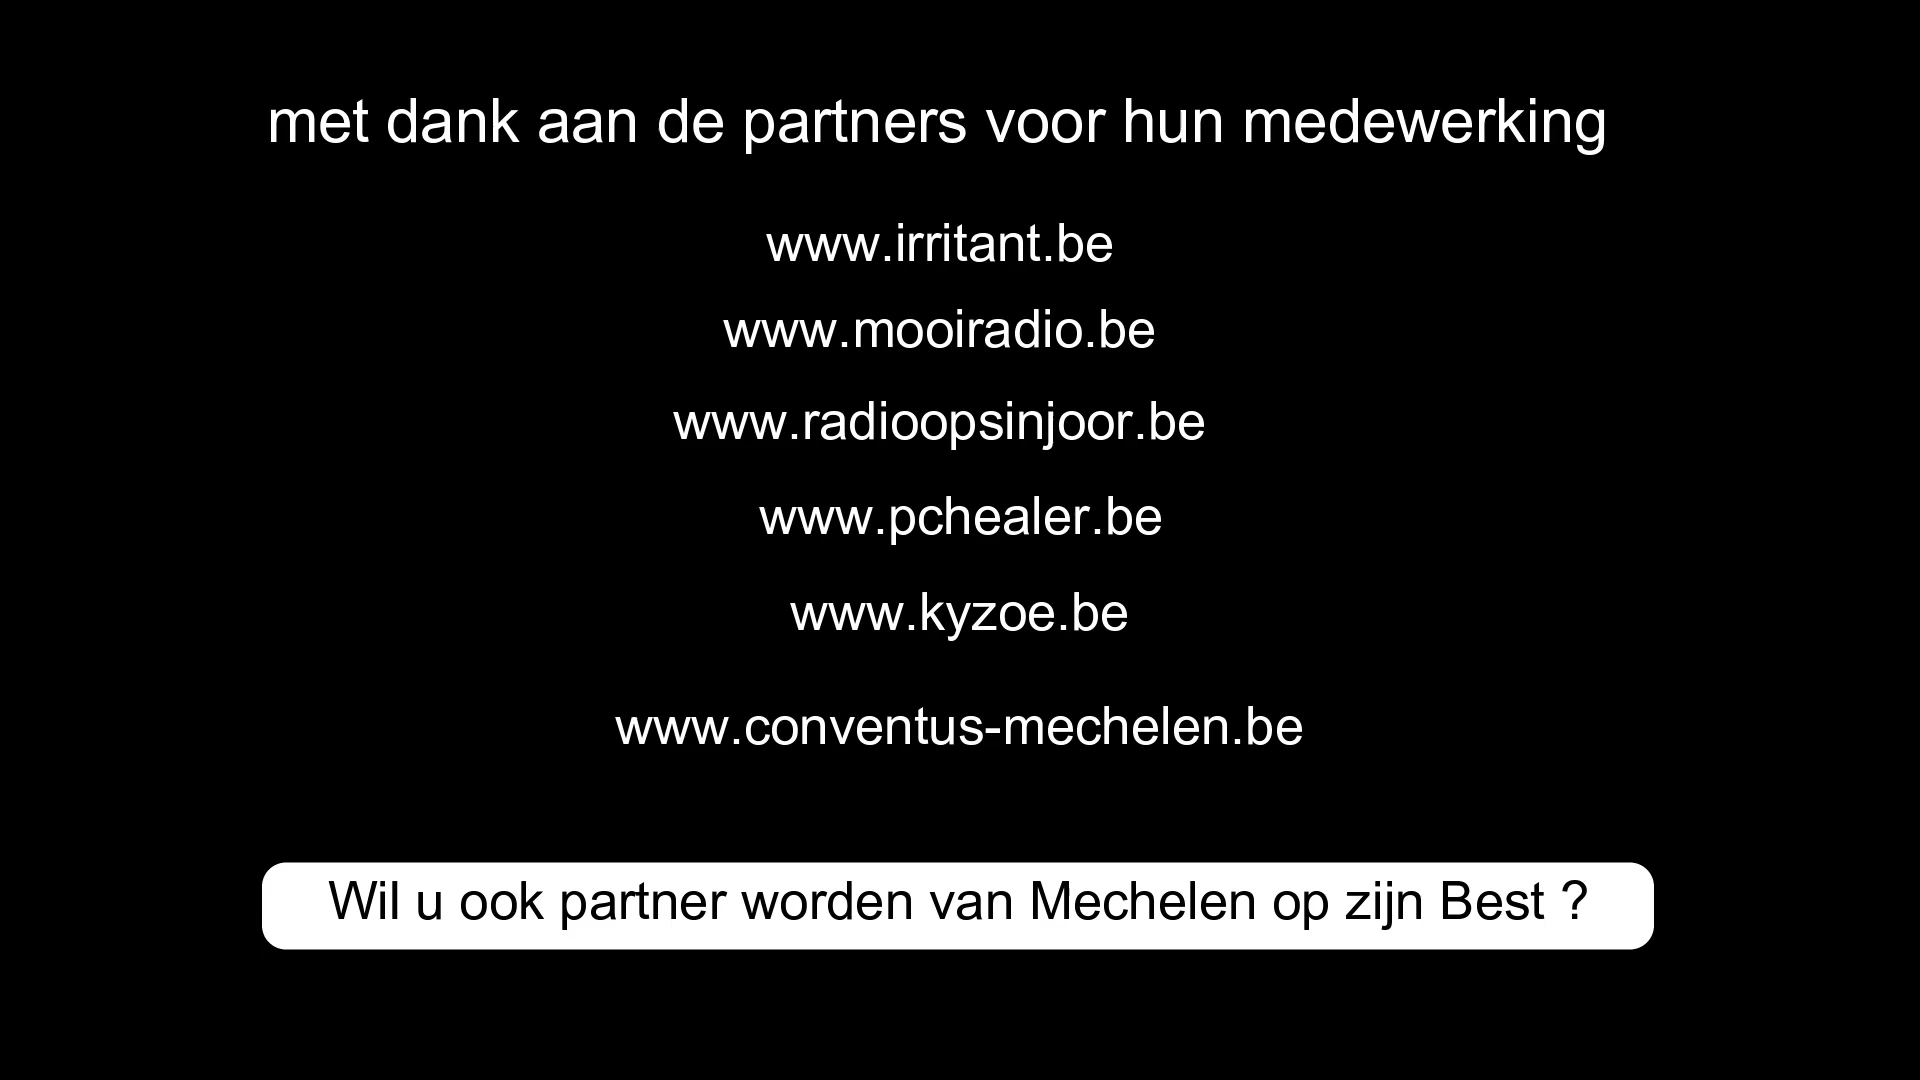 met dank aan de partners voor hun medewerking
www.irritant.be
www.mooiradio.be
www.radioopsinjoor.be
www.pchealer.be
www.kyzoe.be
www.conventus-mechelen.be
Wil u ook partner worden van Mechelen op zijn Best ?